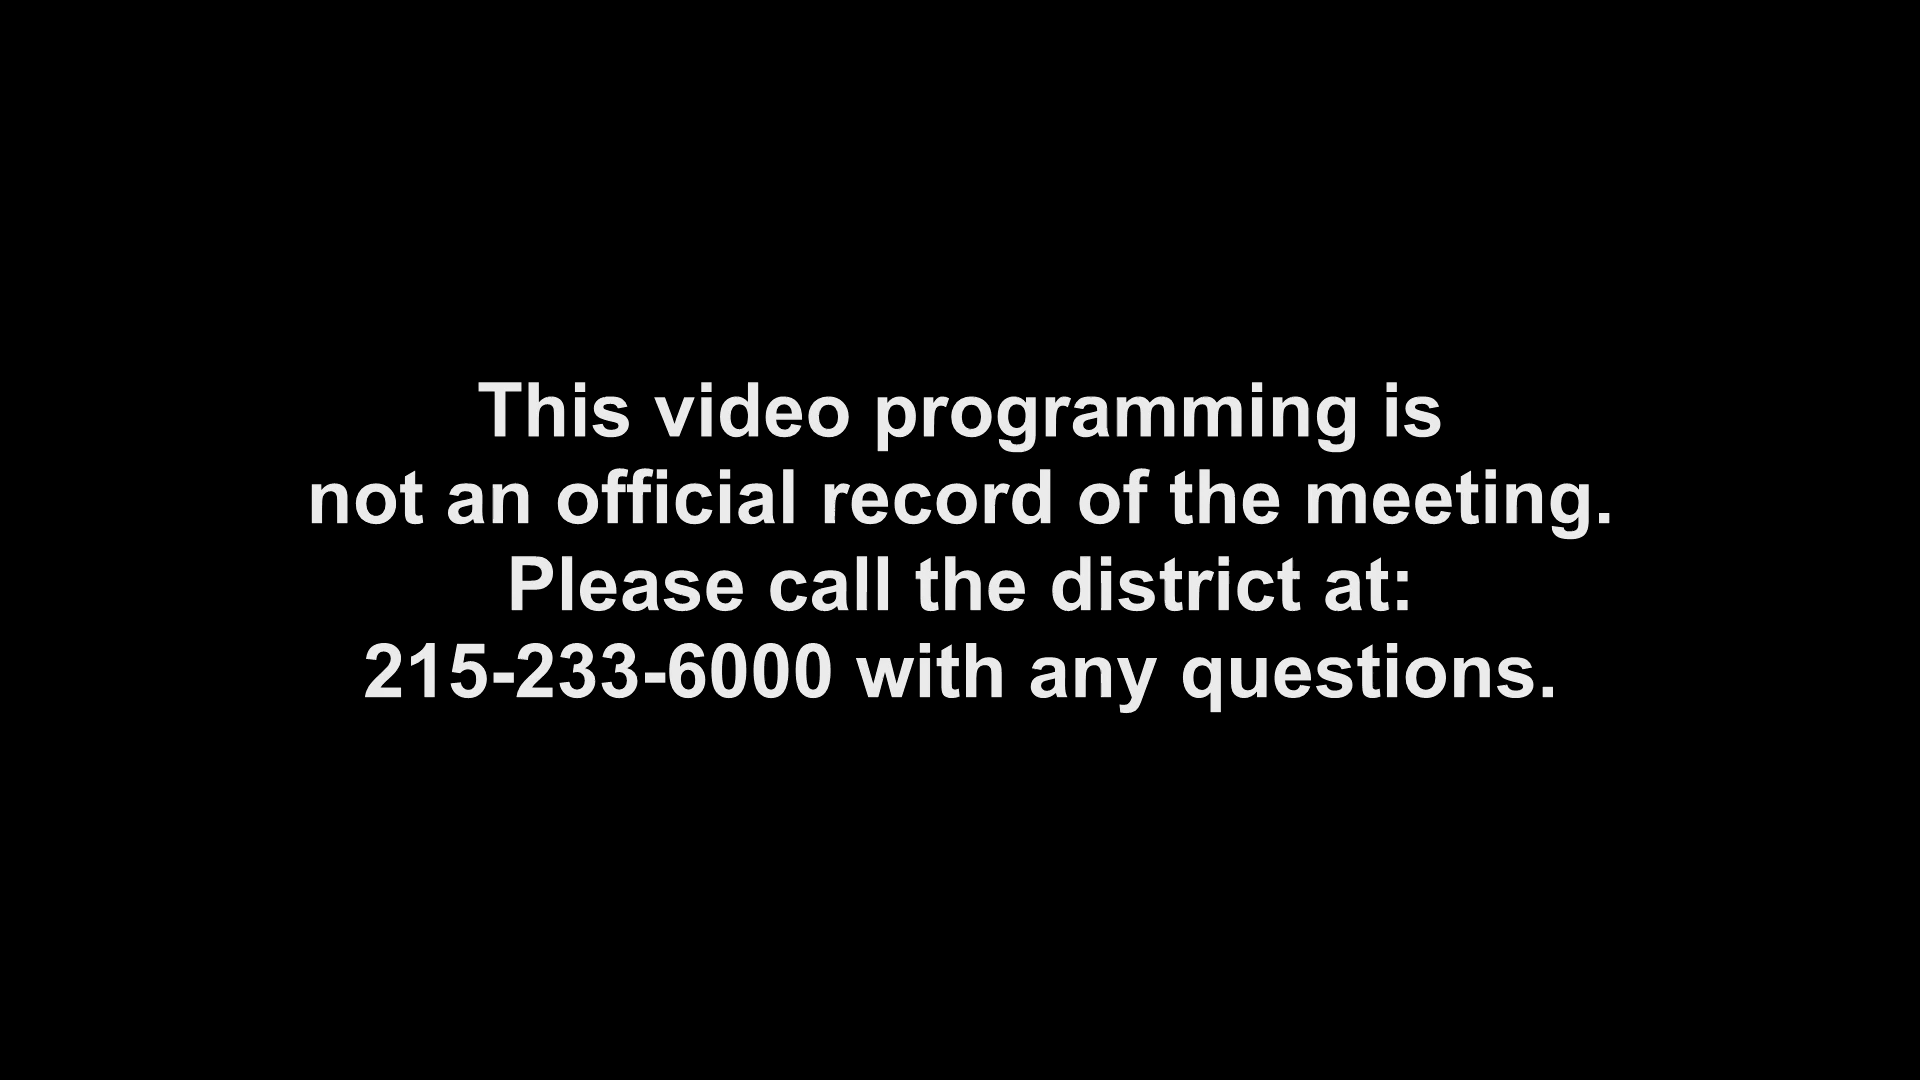 This video programming is
not an official record of the meeting.
Please call the district at:
215-233-6000 with any questions.